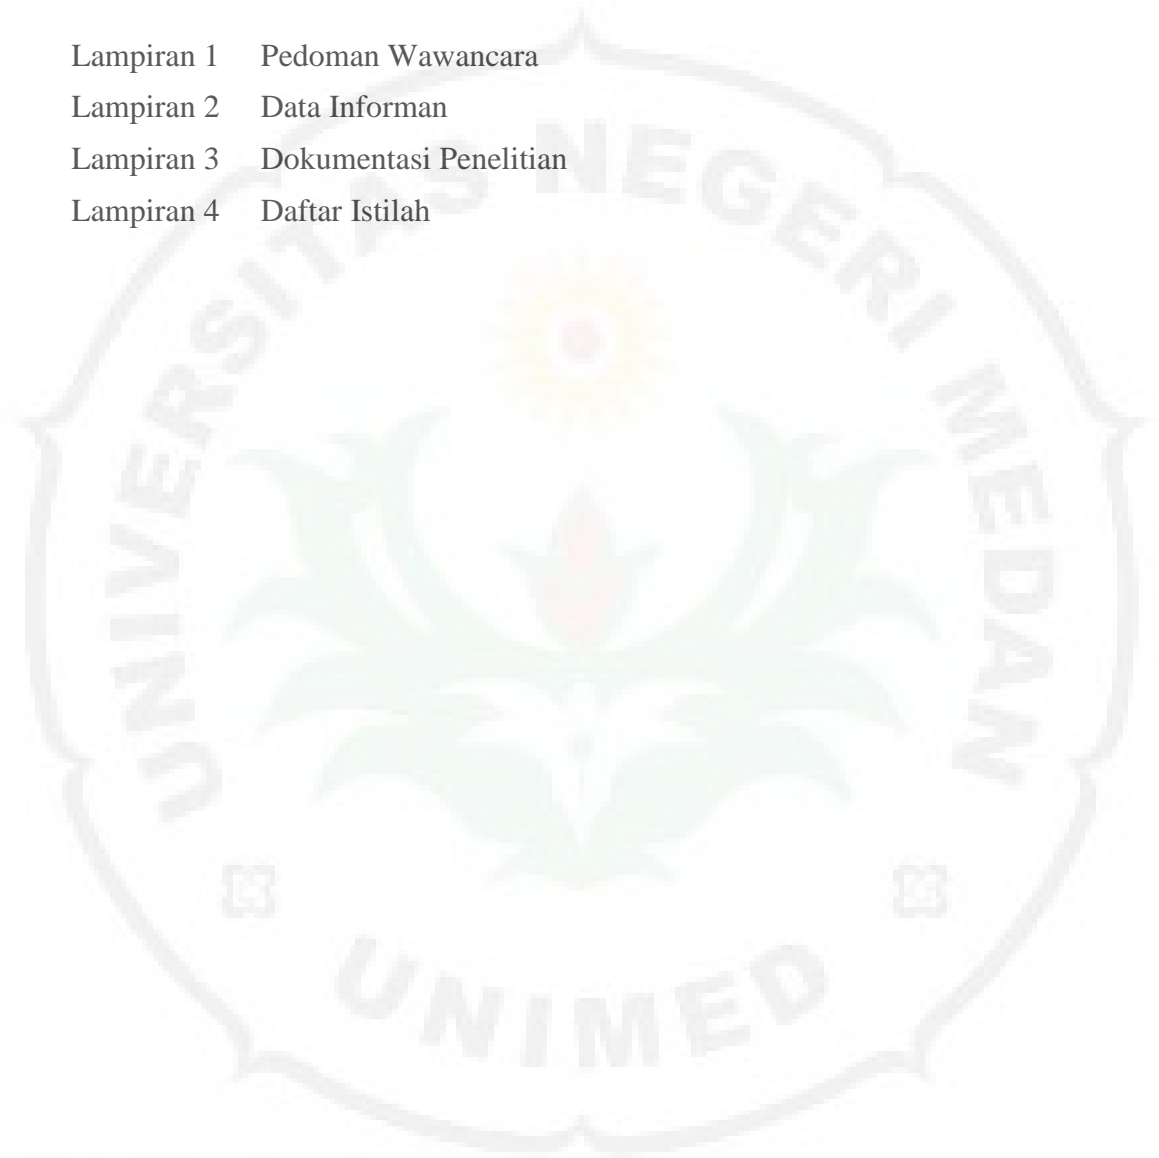 Lampiran 1 Pedoman Wawancara
Lampiran 2 Data Informan
Lampiran 3 Dokumentasi Penelitian
Lampiran 4 Daftar Istilah
UNIVERSITAS NEGERI MEDAN
UNIMED